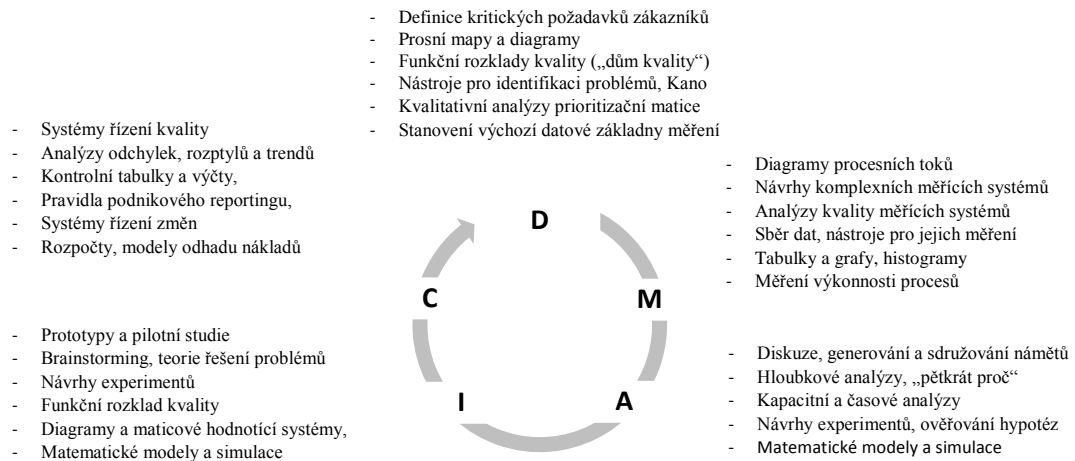 - Definice kritických požadavků zákazníků
- Prosní mapy a diagramy
- Funkční rozklady kvality („dům kvality“)
- Nástroje pro identifikaci problémů, Kano
- Kvalitativní analýzy prioritizační matice
- Stanovení výchozí datové základny měření
- Systémy řízení kvality
- Analýzy odchylek, rozptylů a trendů
- Kontrolní tabulky a výčty,
- Pravidla podnikového reportingu,
- Systémy řízení změn
- Rozpočty, modely odhadu nákladů
- Diagramy procesních toků
- Návrhy komplexních měřících systémů
- Analýzy kvality měřících systémů
- Sběr dat, nástroje pro jejich měření
- Tabulky a grafy, histogramy
- Měření výkonnosti procesů
D
C
M
I
A
- Prototypy a pilotní studie
- Brainstorming, teorie řešení problémů
- Návrhy experimentů
- Funkční rozklad kvality
- Diagramy a maticové hodnotící systémy,
- Matematické modely a simulace
- Diskuze, generování a sdružování námětů
- Hloubkové analýzy, „pětkrát proč“
- Kapacitní a časové analýzy
- Návrhy experimentů, ověřování hypotéz
- Matematické modely a simulace